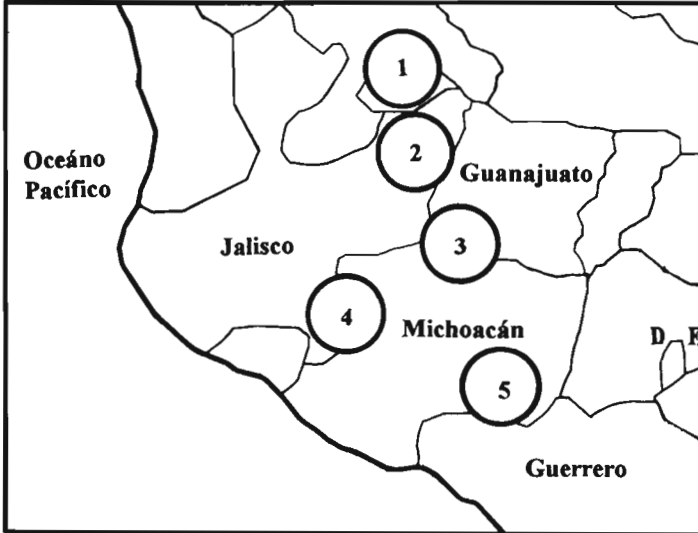 1
2
Oceáno
Pacífico
Guanajuato
Jalisco
3
4
Michoacán
D F
5
Guerrero